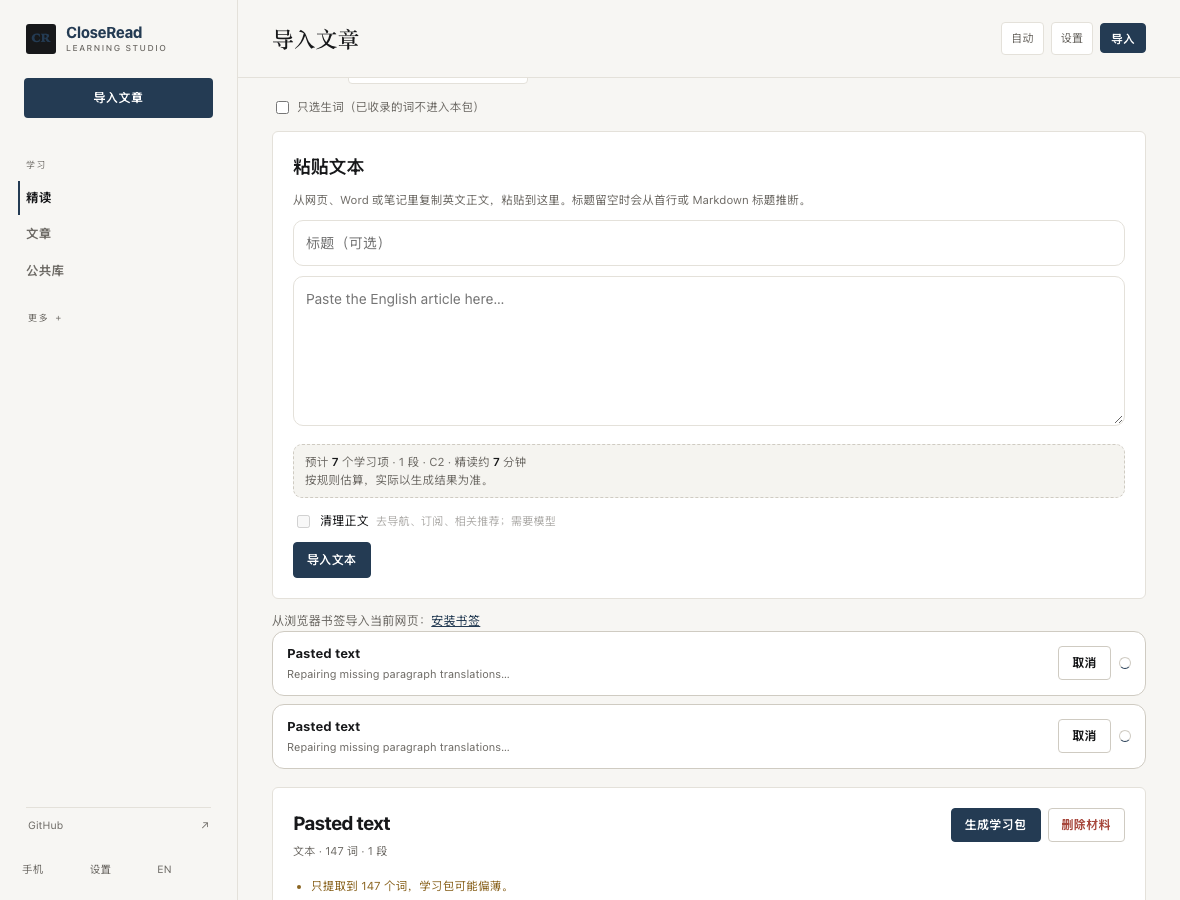 CR
CloseRead
LEARNING STUDIO
导入文章
学习
精读
文章
公共库
更多 +
GitHub ↗
手机 设置 EN
导入文章
自动 设置 导入
只选生词（已收录的词不进入本包）
粘贴文本
从网页、Word 或笔记里复制英文正文，粘贴到这里。标题留空时会从首行或 Markdown 标题推断。
标题（可选）
Paste the English article here...
预计 7 个学习项 · 1 段 · C2 · 精读约 7 分钟
按规则估算，实际以生成结果为准。
清理正文 去导航、订阅、相关推荐；需要模型
导入文本
从浏览器书签导入当前网页：安装书签
Pasted text
Repairing missing paragraph translations...
取消
Pasted text
Repairing missing paragraph translations...
取消
Pasted text
生成学习包 删除材料
文本 · 147 词 · 1 段
• 只提取到 147 个词，学习包可能偏薄。